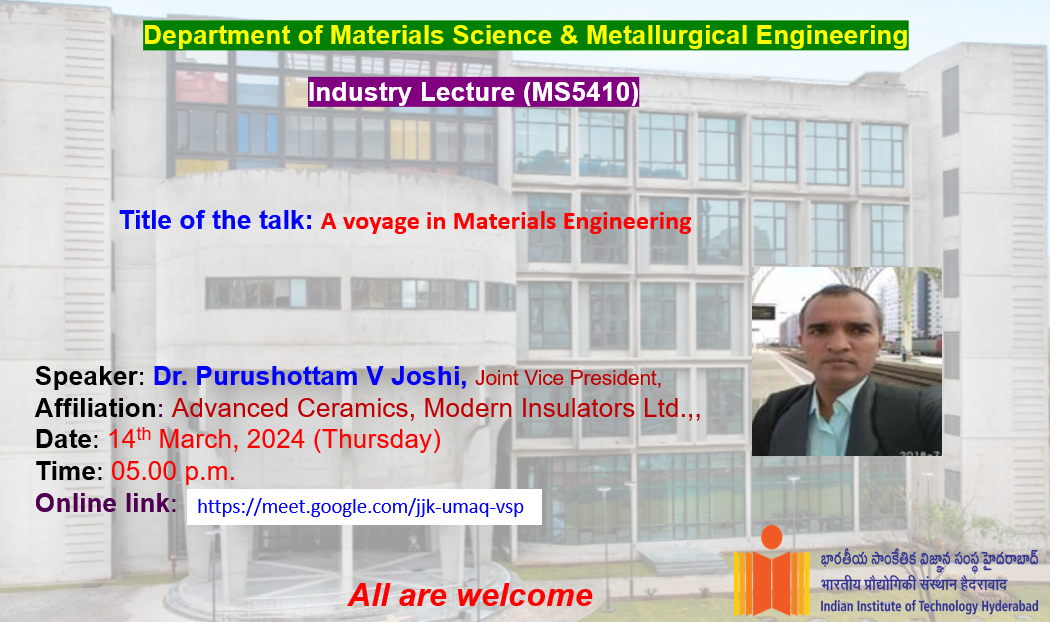 Department of Materials Science & Metallurgical Engineering
Industry Lecture (MS5410)
Title of the talk: A voyage in Materials Engineering
Speaker: Dr. Purushottam V Joshi, Joint Vice President,
Affiliation: Advanced Ceramics, Modern Insulators Ltd.,,
Date: 14th March, 2024 (Thursday)
Time: 05.00 p.m.
Online link: https://meet.google.com/jjk-umaq-vsp
All are welcome
భారతీయ సాంకేతిక విజ్ఞాన సంస్థ హైదరాబాద్
भारतीय प्रौद्योगिकी संस्थान हैदराबाद
Indian Institute of Technology Hyderabad